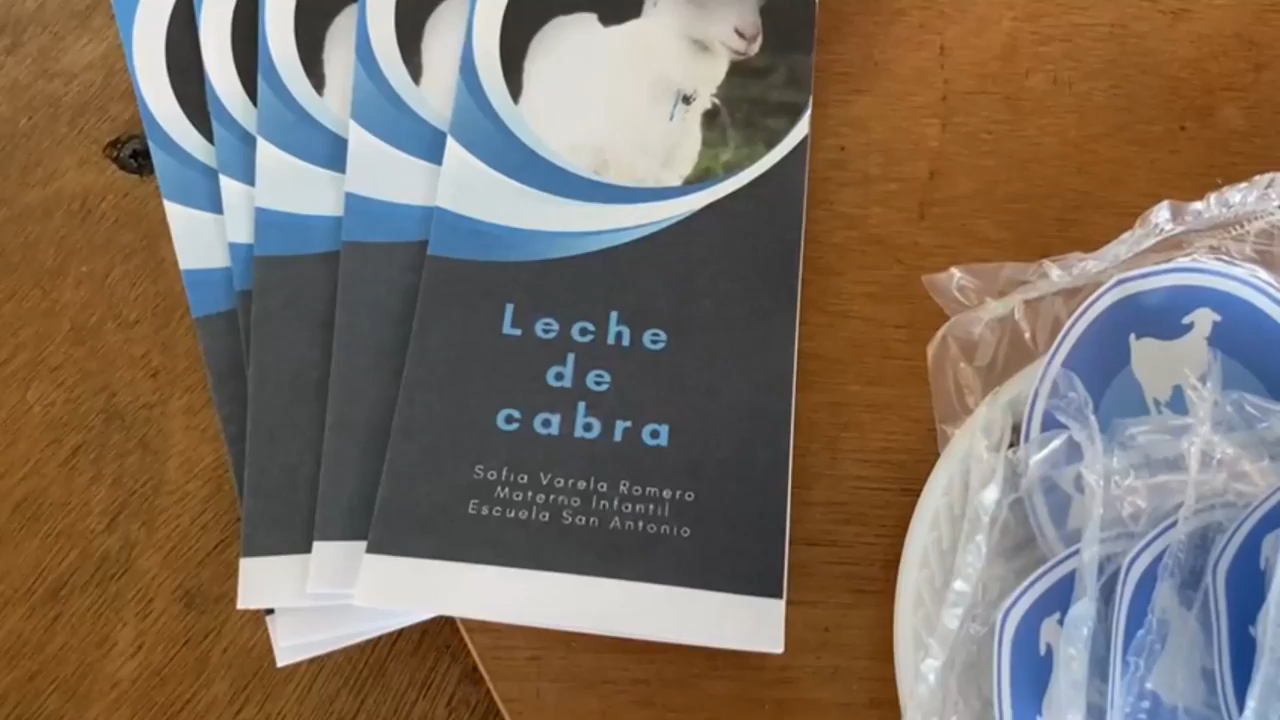 Leche
de
cabra
Sofia Varela Romero
Materno Infantil
Escuela San Antonio